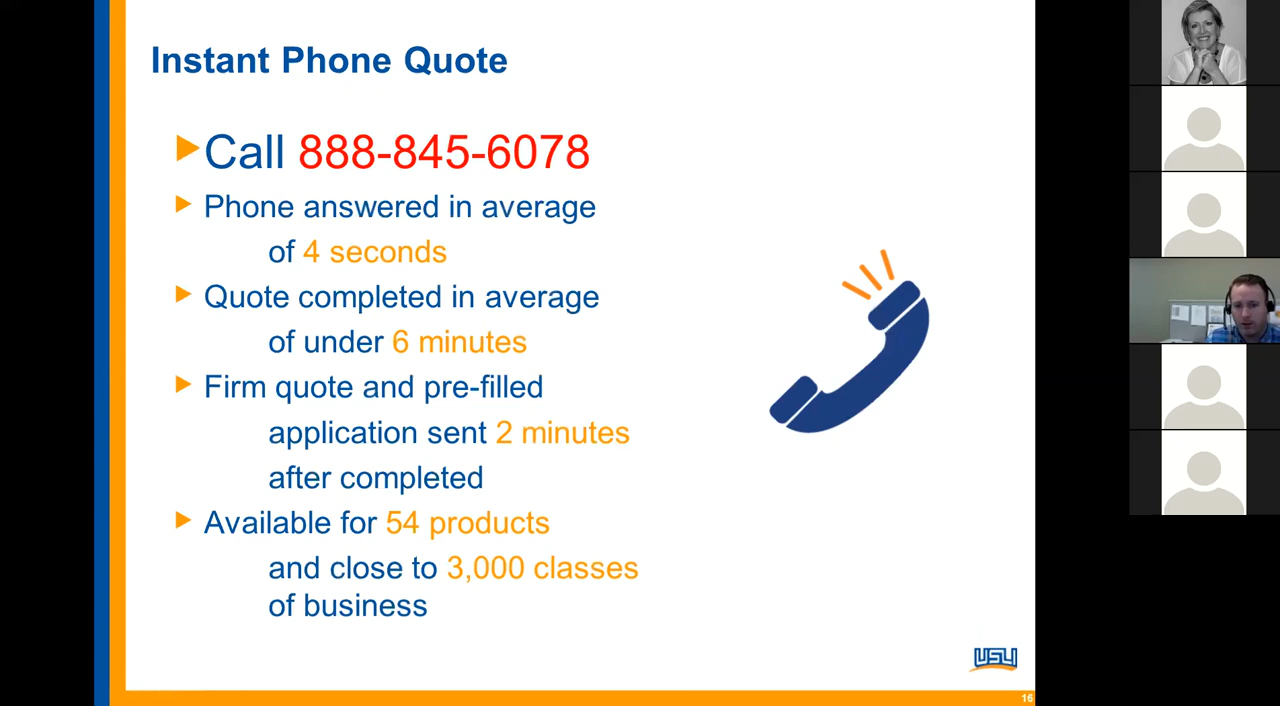 Instant Phone Quote
Call 888-845-6078
Phone answered in average
of 4 seconds
Quote completed in average
of under 6 minutes
Firm quote and pre-filled
application sent 2 minutes
after completed
Available for 54 products
and close to 3,000 classes
of business
USLI
16